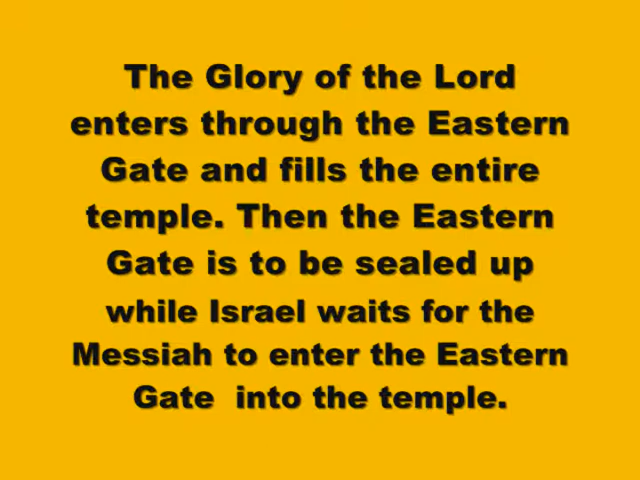 The Glory of the Lord
enters through the Eastern
Gate and fills the entire
temple. Then the Eastern
Gate is to be sealed up
while Israel waits for the
Messiah to enter the Eastern
Gate  into the temple.